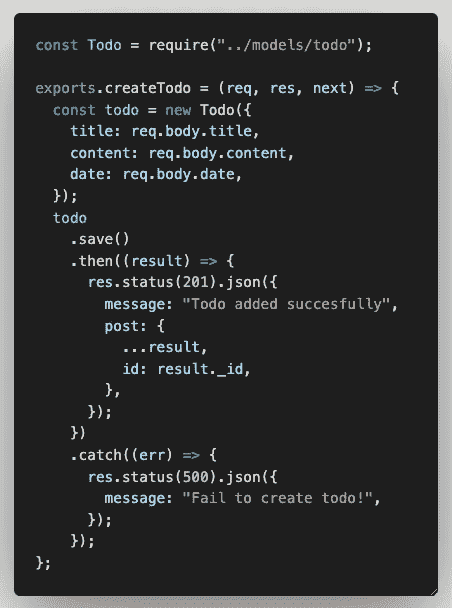 const Todo = require("../models/todo");
exports.createTodo = (req, res, next) => {
const todo = new Todo({
title: req.body.title,
content: req.body.content,
date: req.body.date,
});
todo
.save()
.then((result) => {
res.status(201).json({
message: "Todo added succesfully",
post: {
...result,
id: result._id,
},
});
})
.catch((err) => {
res.status(500).json({
message: "Fail to create todo!",
});
});
};